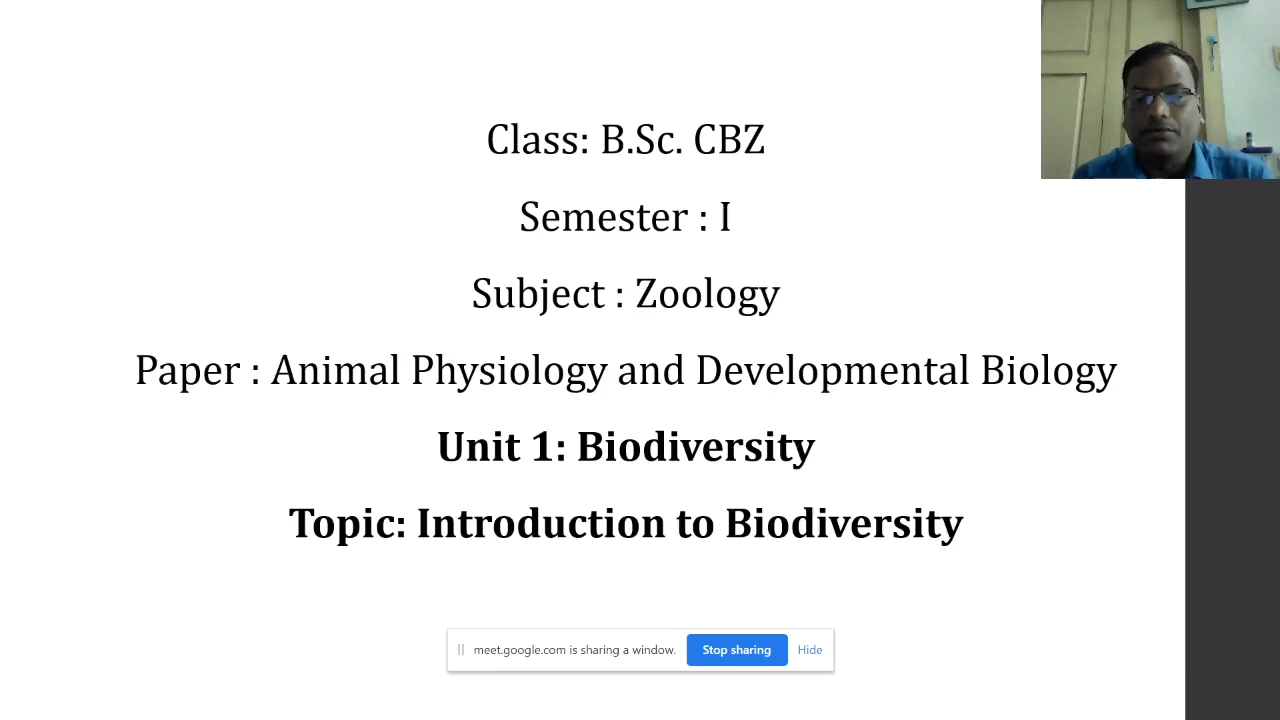 Class: B.Sc. CBZ
Semester : I
Subject : Zoology
Paper : Animal Physiology and Developmental Biology
Unit 1: Biodiversity
Topic: Introduction to Biodiversity
meet.google.com is sharing a window. Stop sharing Hide